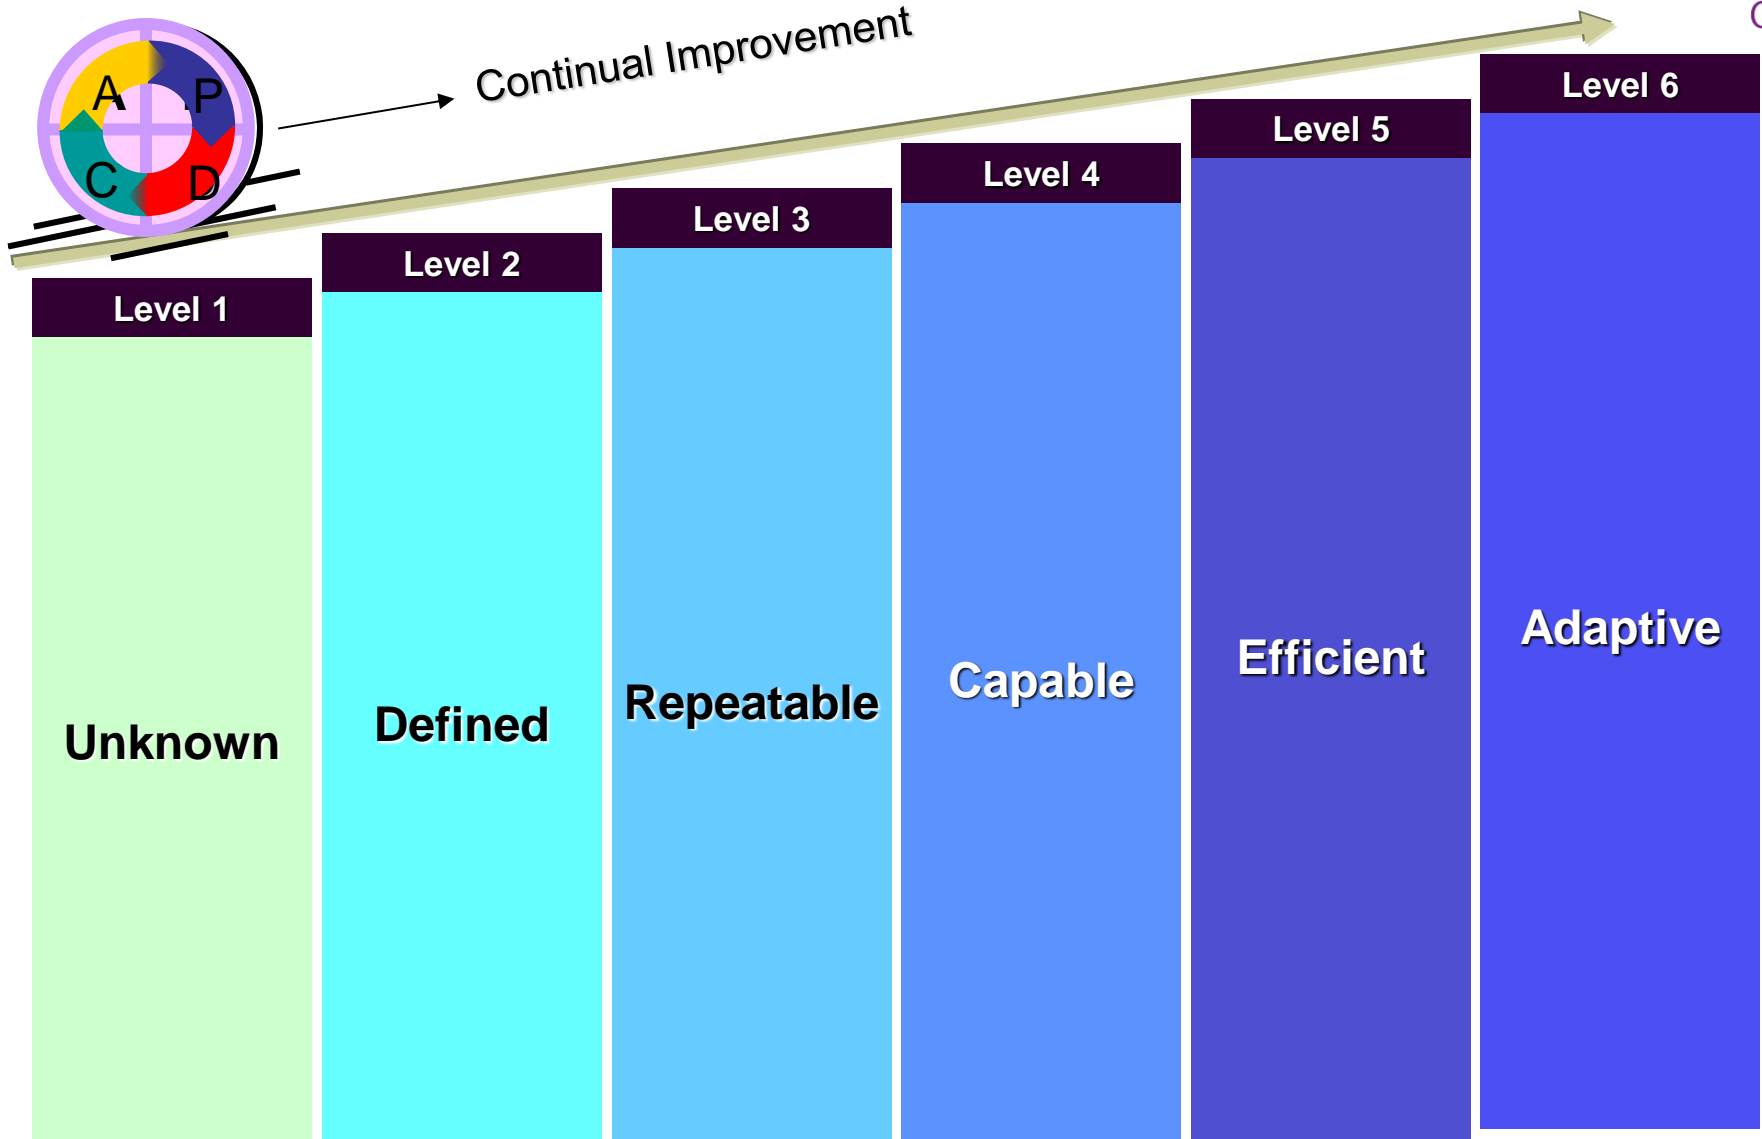 A P
C D
Continual Improvement
Level 1
Unknown
Level 2
Defined
Level 3
Repeatable
Level 4
Capable
Level 5
Efficient
Level 6
Adaptive